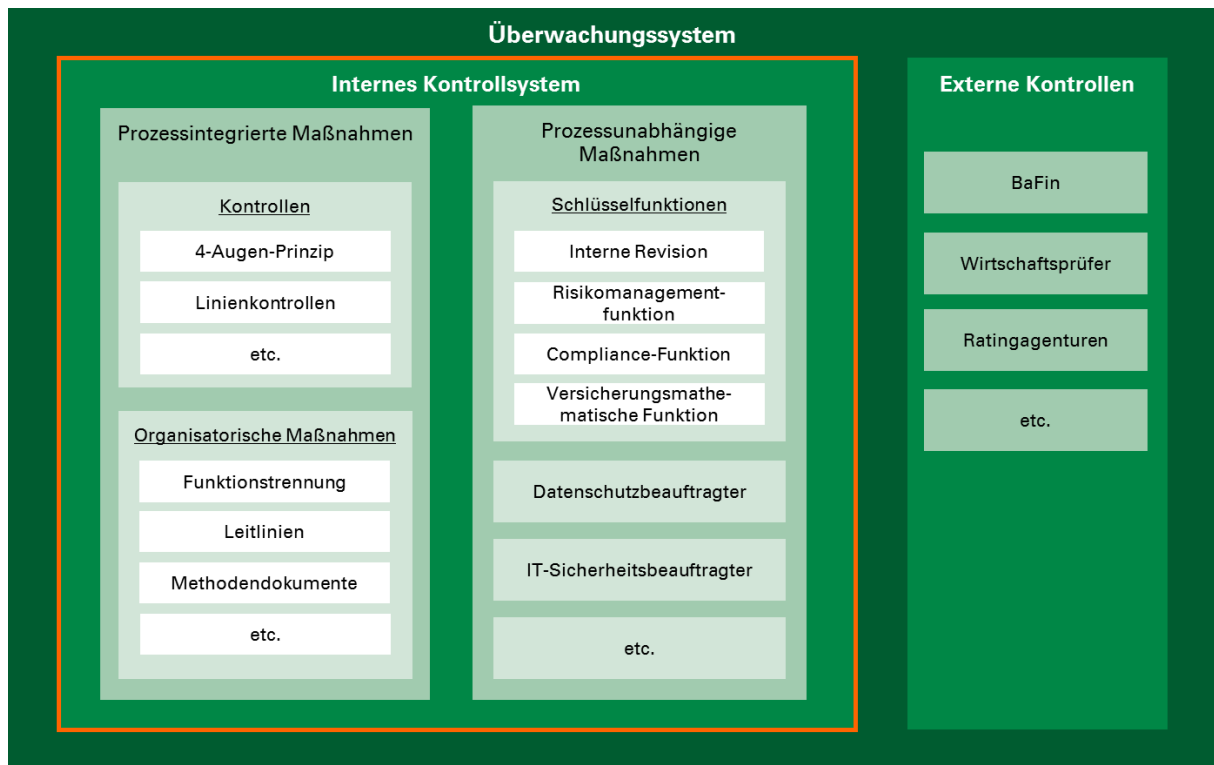 Überwachungssystem
Internes Kontrollsystem
Prozessintegrierte Maßnahmen
Kontrollen
4-Augen-Prinzip
Linienkontrollen
etc.
Organisatorische Maßnahmen
Funktionstrennung
Leitlinien
Methodendokumente
etc.
Prozessunabhängige
Maßnahmen
Schlüsselfunktionen
Interne Revision
Risikomanagement-
funktion
Compliance-Funktion
Versicherungsmathe-
matische Funktion
Datenschutzbeauftragter
IT-Sicherheitsbeauftragter
etc.
Externe Kontrollen
BaFin
Wirtschaftsprüfer
Ratingagenturen
etc.